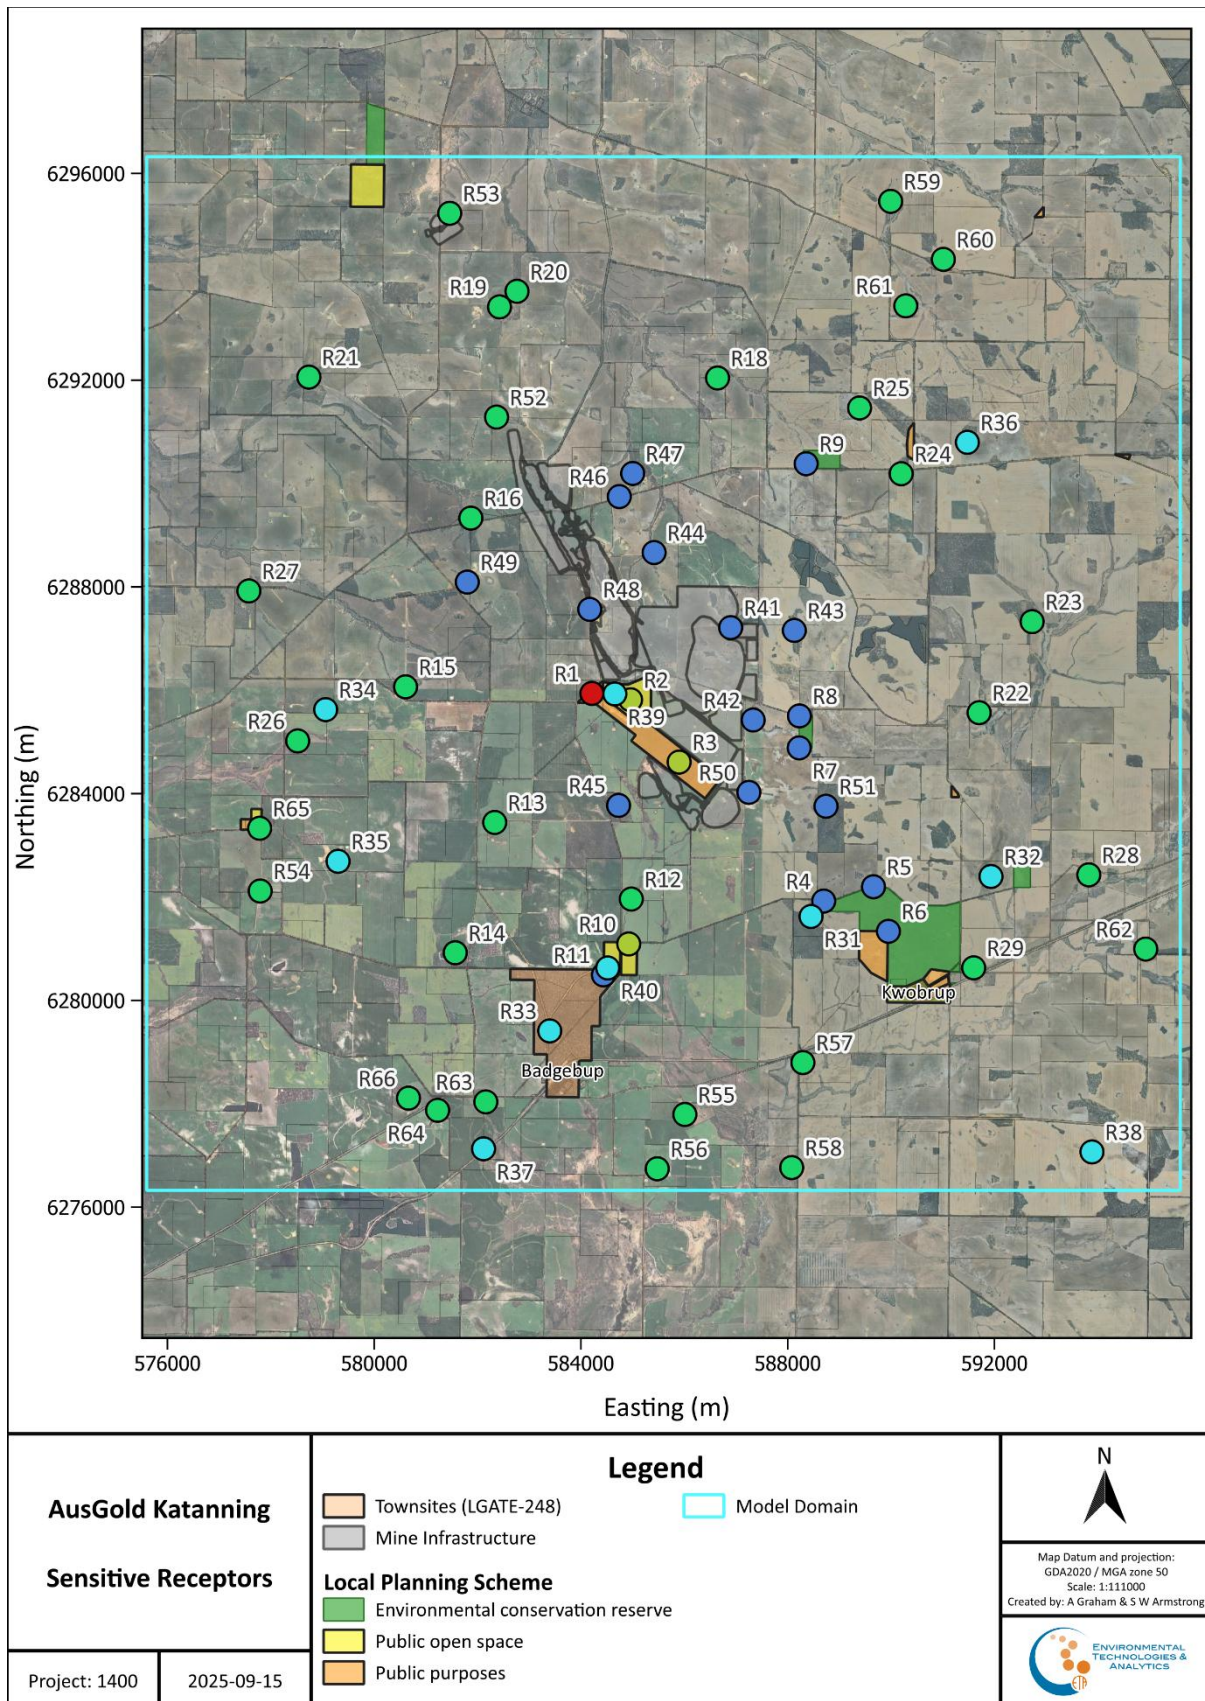 6296000
R59
R53
R60
R20
R19
R61
R21
R18
6292000
R52
R25
R36
R9
R47
R46
R24
R16
R44
R49
6288000
R27
R48
R41
R43
R23
R15
R1
R2
R34
R42
R8
R22
R26
R39
R3
R50
R7
6284000
R45
R51
R13
R65
R35
R32
R28
R54
R12
R4
R5
R10
R6
R14
R31
R62
R11
R29
R40
6280000
Kwobrup
R33
R57
Badgebup
R66
R63
R55
R64
R56
R58
R38
R37
6276000
Northing (m)
576000 580000 584000 588000 592000
Easting (m)
AusGold Katanning
Sensitive Receptors
Project: 1400
2025-09-15
Legend
Townsites (LGATE-248)
Model Domain
Mine Infrastructure
Local Planning Scheme
Environmental conservation reserve
Public open space
Public purposes
N
Map Datum and projection:
GDA2020 / MGA zone 50
Scale: 1:111000
Created by: A Graham & S W Armstrong
ENVIRONMENTAL
TECHNOLOGIES &
ANALYTICS
ETA